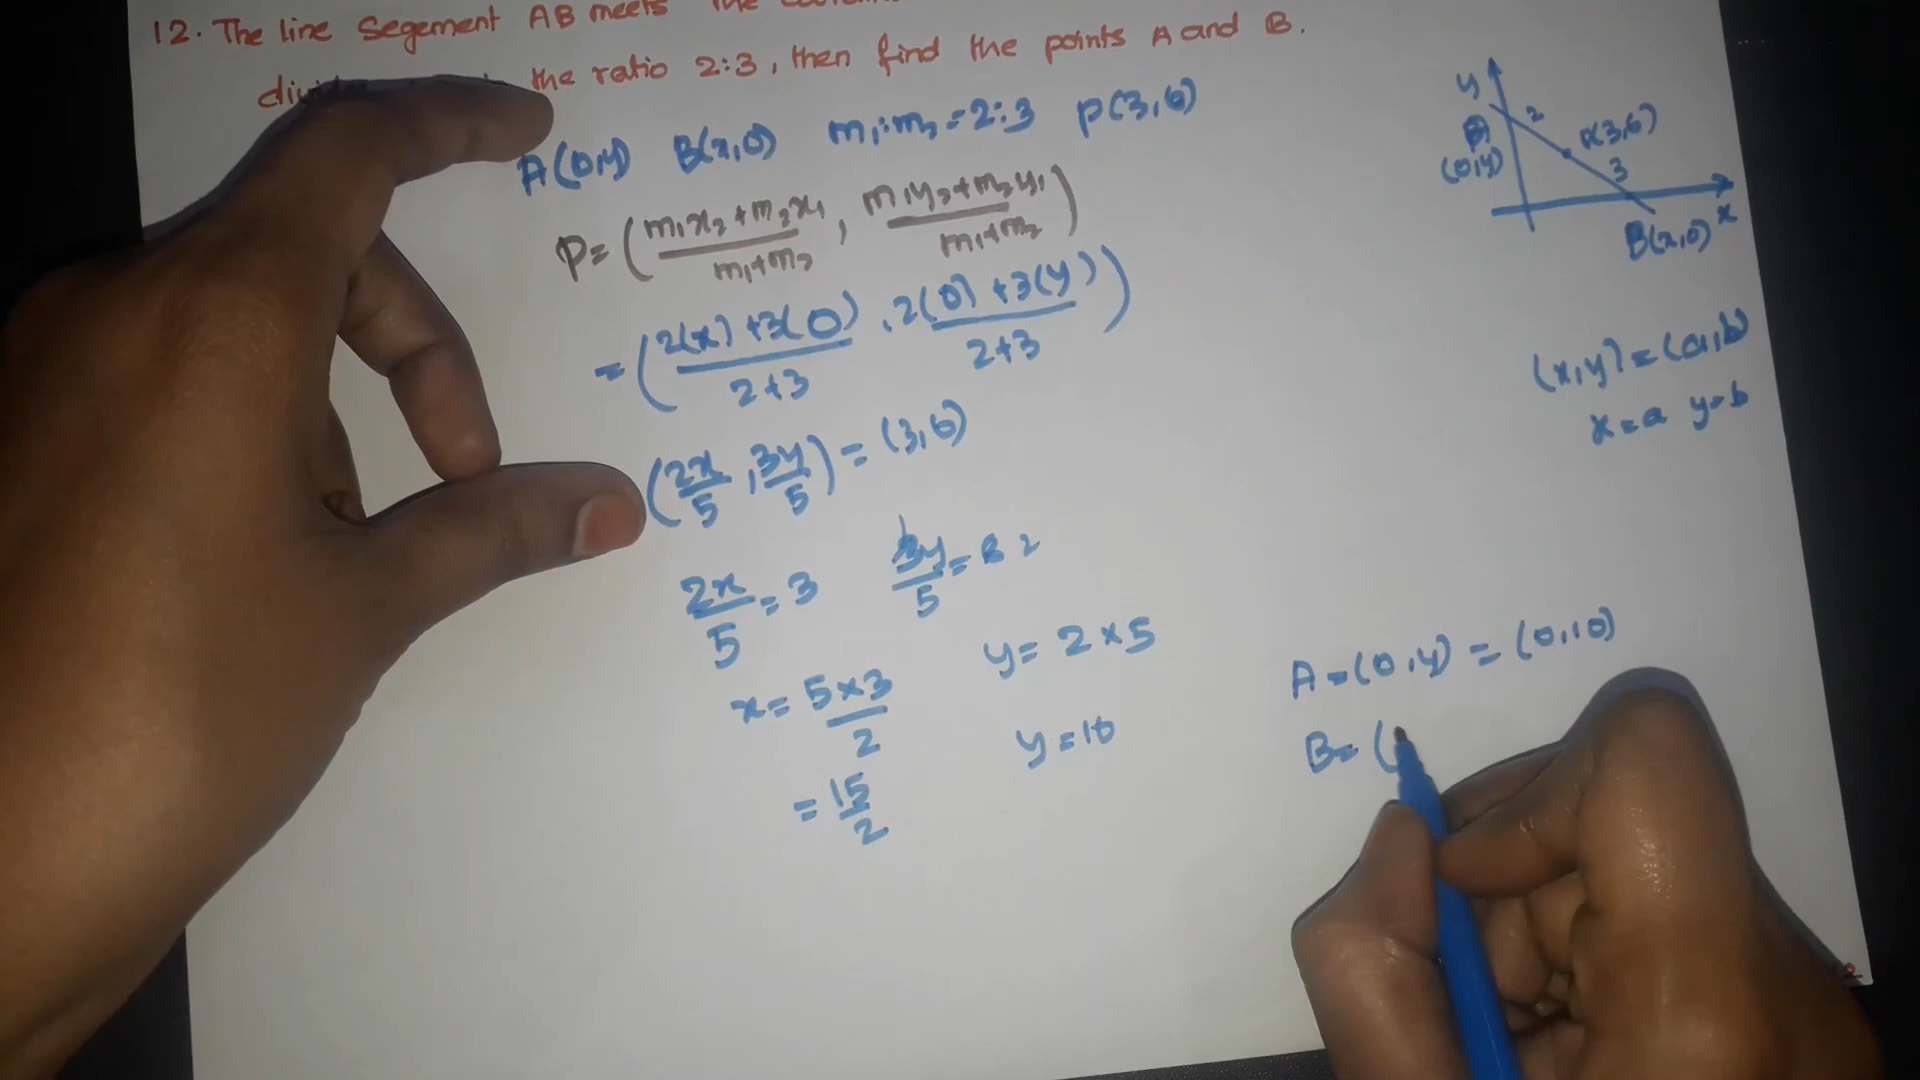 12. The line Segement AB meets the
the ratio 2:3, then find the points A and B.
A(0,y) B(x,0) m₁:m₂=2:3 P(3,6)
P=(m₁x₂+m₂x₁/m₁+m₂, m₁y₂+m₂y₁/m₁+m₂)
=(2(x)+3(0)/2+3, 2(0)+3(y)/2+3)
(2x/5, 3y/5)=(3,6)
2x/5=3 3y/5= 2
x=5×3/2 y=2×5
=15/2 y=10
y
2
P(3,6)
(0,y)
3
B(x,0) x
(x,y)=(a,b)
x=a y=b
A=(0,y)=(0,10)
B=(